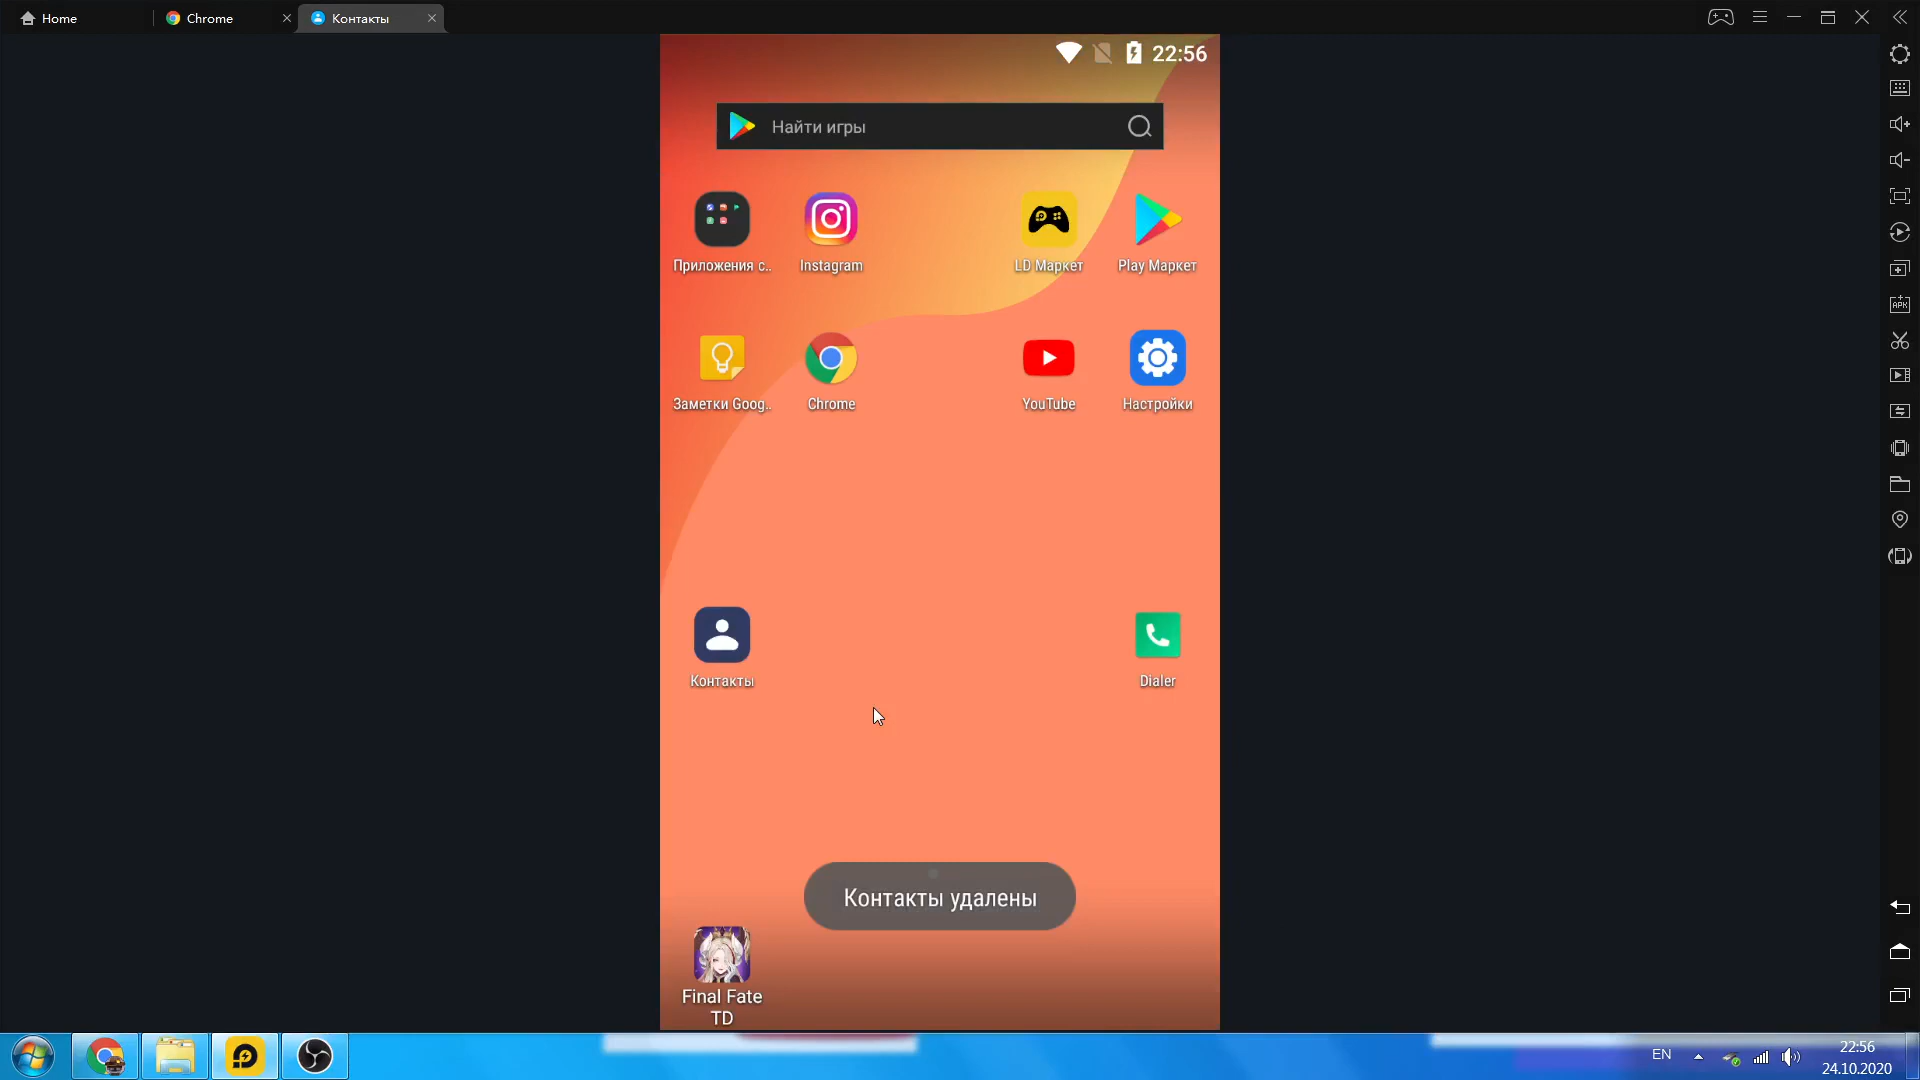 Home
Chrome
Контакты
22:56
Найти игры
Приложения с..
Instagram
LD Маркет
Play Маркет
Заметки Goog..
Chrome
YouTube
Настройки
Контакты
Dialer
Контакты удалены
Final Fate
TD
APK
EN
22:56
24.10.2020